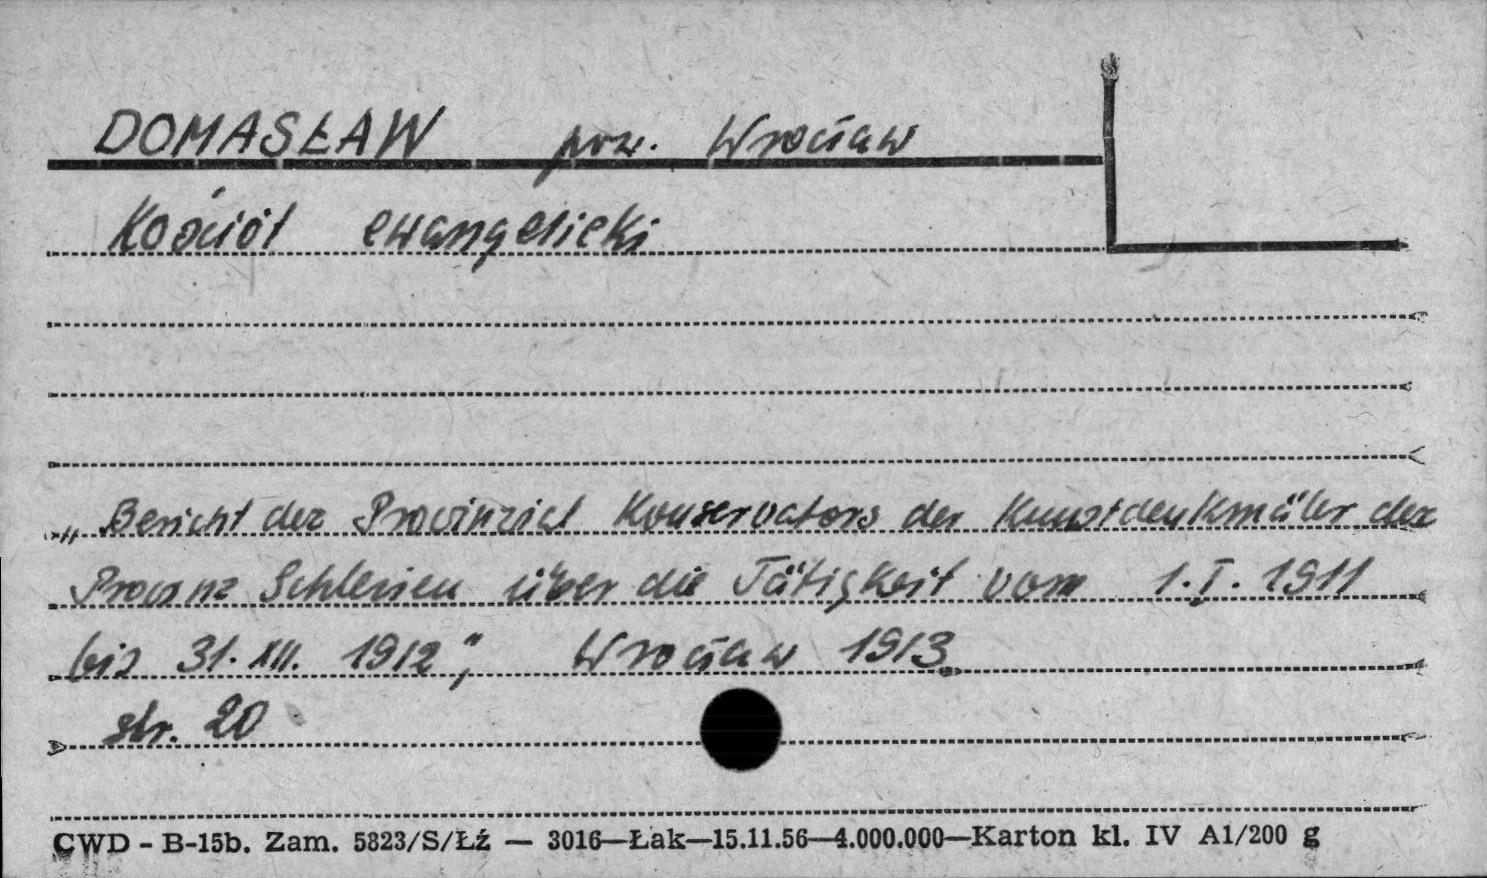 DOMASŁAW pow. Wrocław
Kościół ewangelicki
„Bericht der Provinzial Konservators der Kunstdenkmäler der
Provinz Schlesien über die Tätigkeit vom 1.I.1911
bis 31.XII.1912", Wrocław 1913
str. 20
CWD - B-15b. Zam. 5823/S/Łź — 3016—Łak—15.11.56—4.000.000—Karton kl. IV A1/200 g